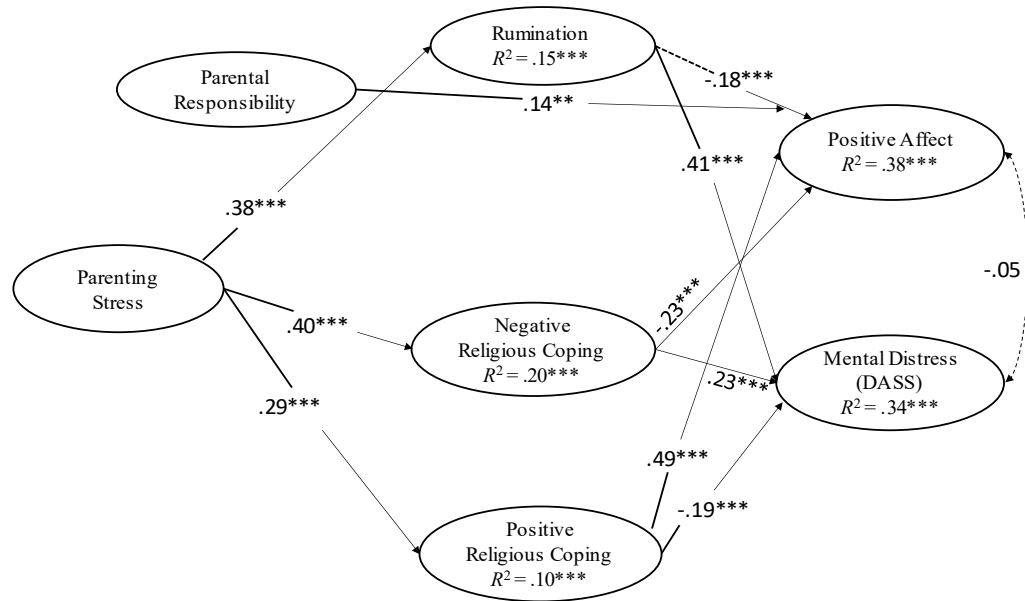 Rumination
R² = .15***
Parental
Responsibility
-.18***
.14**
Positive Affect
R² = .38***
.41***
.38***
Parenting
Stress
-.05
-.23***
.40***
Negative
Religious Coping
R² = .20***
.23***
Mental Distress
(DASS)
R² = .34***
.29***
.49***
-.19***
Positive
Religious Coping
R² = .10***